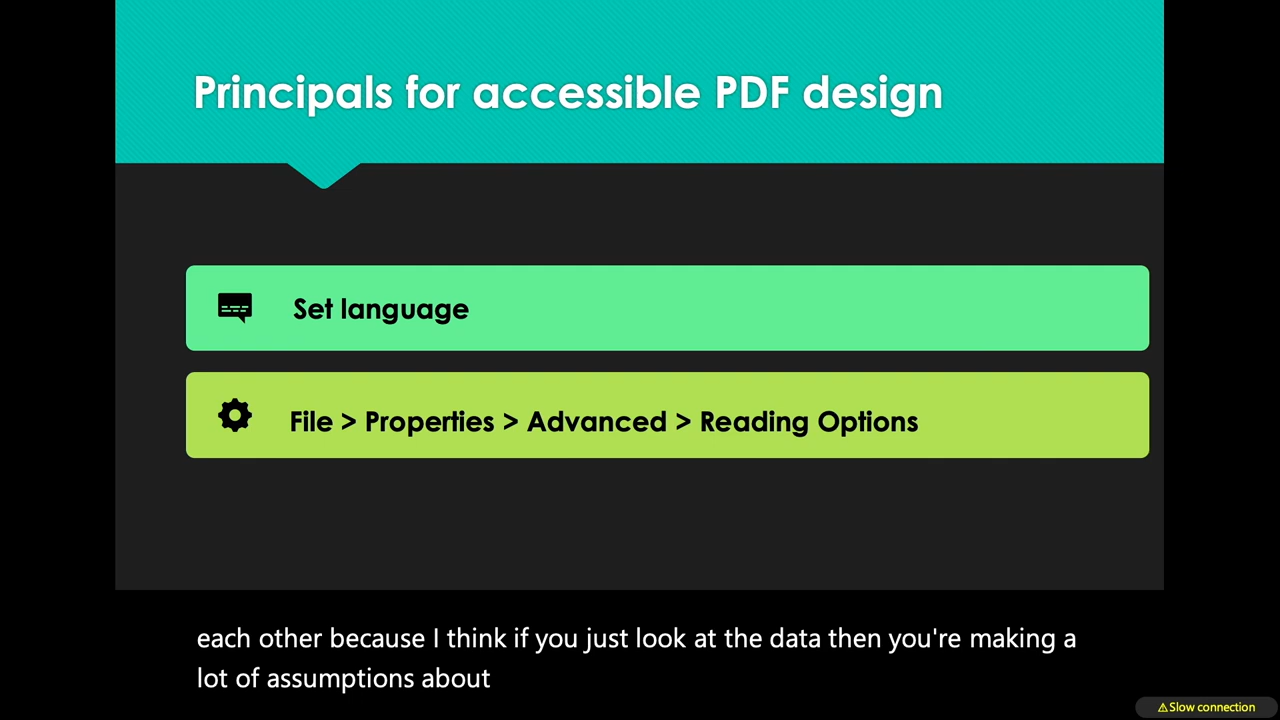 Principals for accessible PDF design
Set language
File > Properties > Advanced > Reading Options
each other because I think if you just look at the data then you're making a
lot of assumptions about
⚠Slow connection